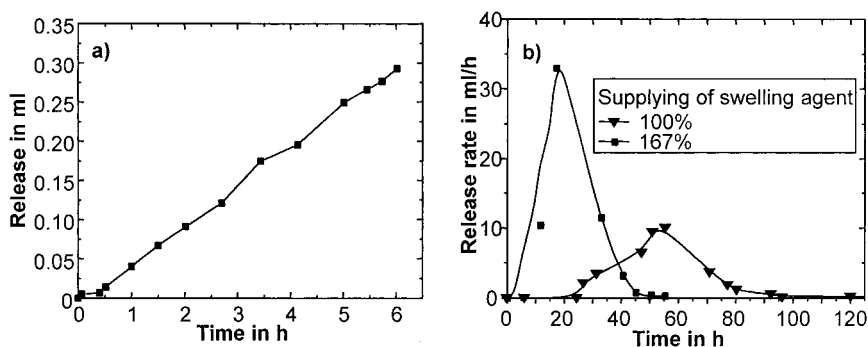 a)
0.35
0.30
0.25
0.20
0.15
0.10
0.05
0
Release in ml
0 1 2 3 4 5 6
Time in h
b)
40
30
20
10
0
Release rate in ml/h
Supplying of swelling agent
100%
167%
0 20 40 60 80 100 120
Time in h